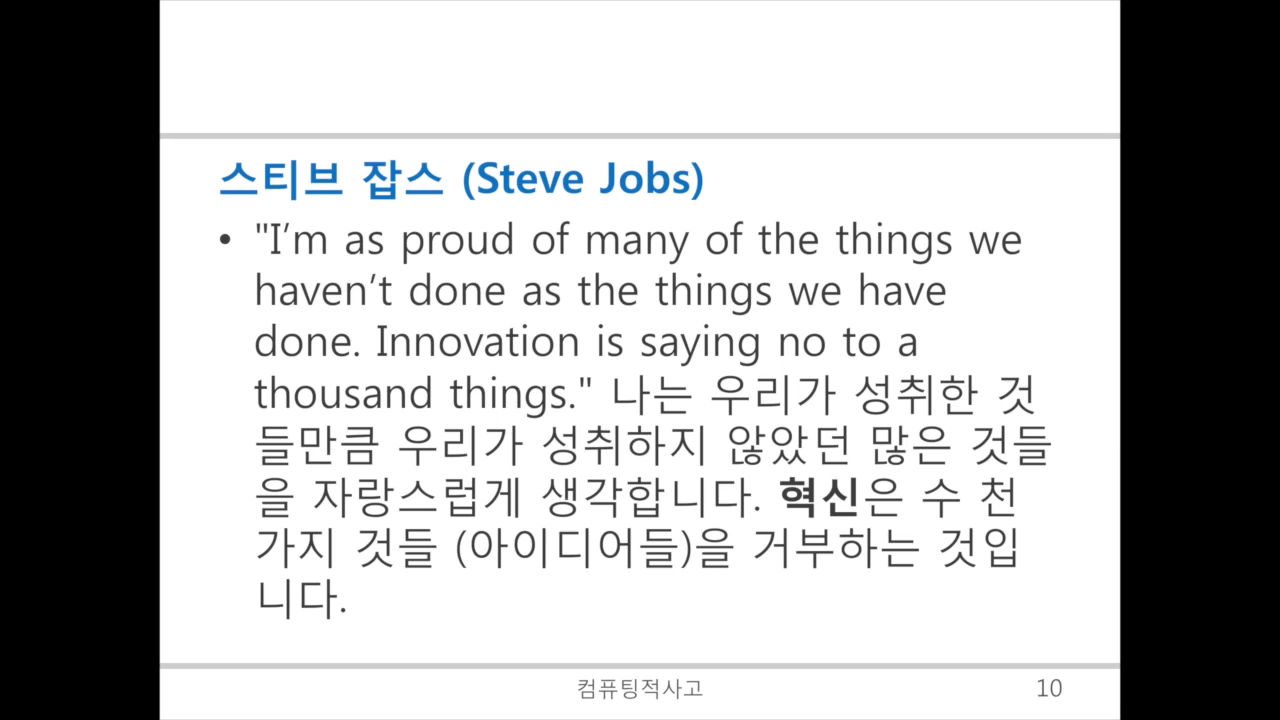 스티브 잡스 (Steve Jobs)
• "I’m as proud of many of the things we
haven’t done as the things we have
done. Innovation is saying no to a
thousand things." 나는 우리가 성취한 것
들만큼 우리가 성취하지 않았던 많은 것들
을 자랑스럽게 생각합니다. 혁신은 수 천
가지 것들 (아이디어들)을 거부하는 것입
니다.
컴퓨팅적사고
10